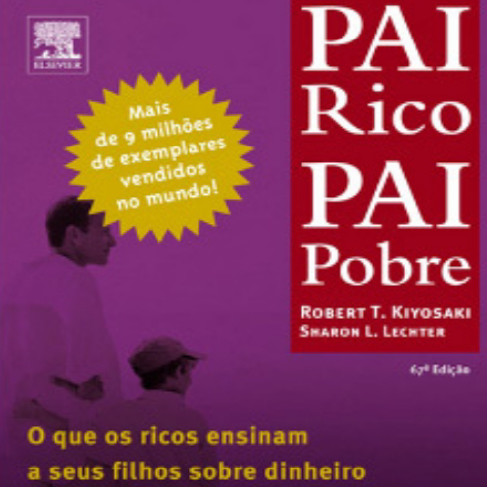 ELSEVIER
PAI
Rico
PAI
Pobre
Mais
de 9 milhões
de exemplares
vendidos
no mundo!
ROBERT T. KIYOSAKI
SHARON L. LECHTER
67ª Edição
O que os ricos ensinam
a seus filhos sobre dinheiro